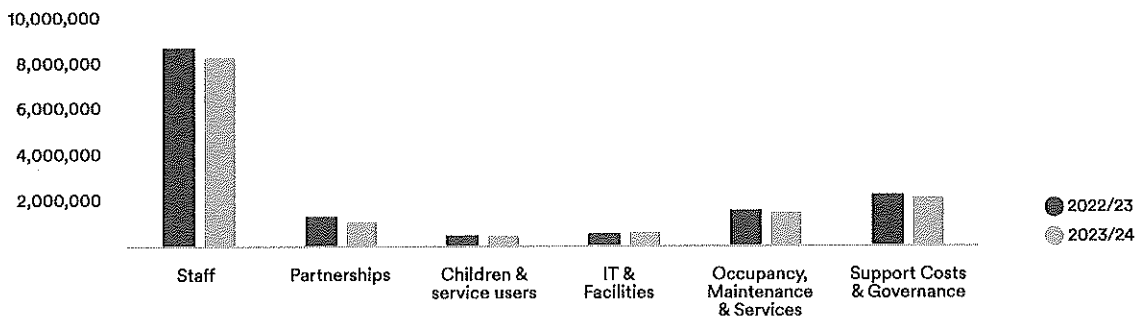 10,000,000
8,000,000
6,000,000
4,000,000
2,000,000
Staff
Partnerships
Children &
service users
IT &
Facilities
Occupancy,
Maintenance
& Services
Support Costs
& Governance
2022/23
2023/24